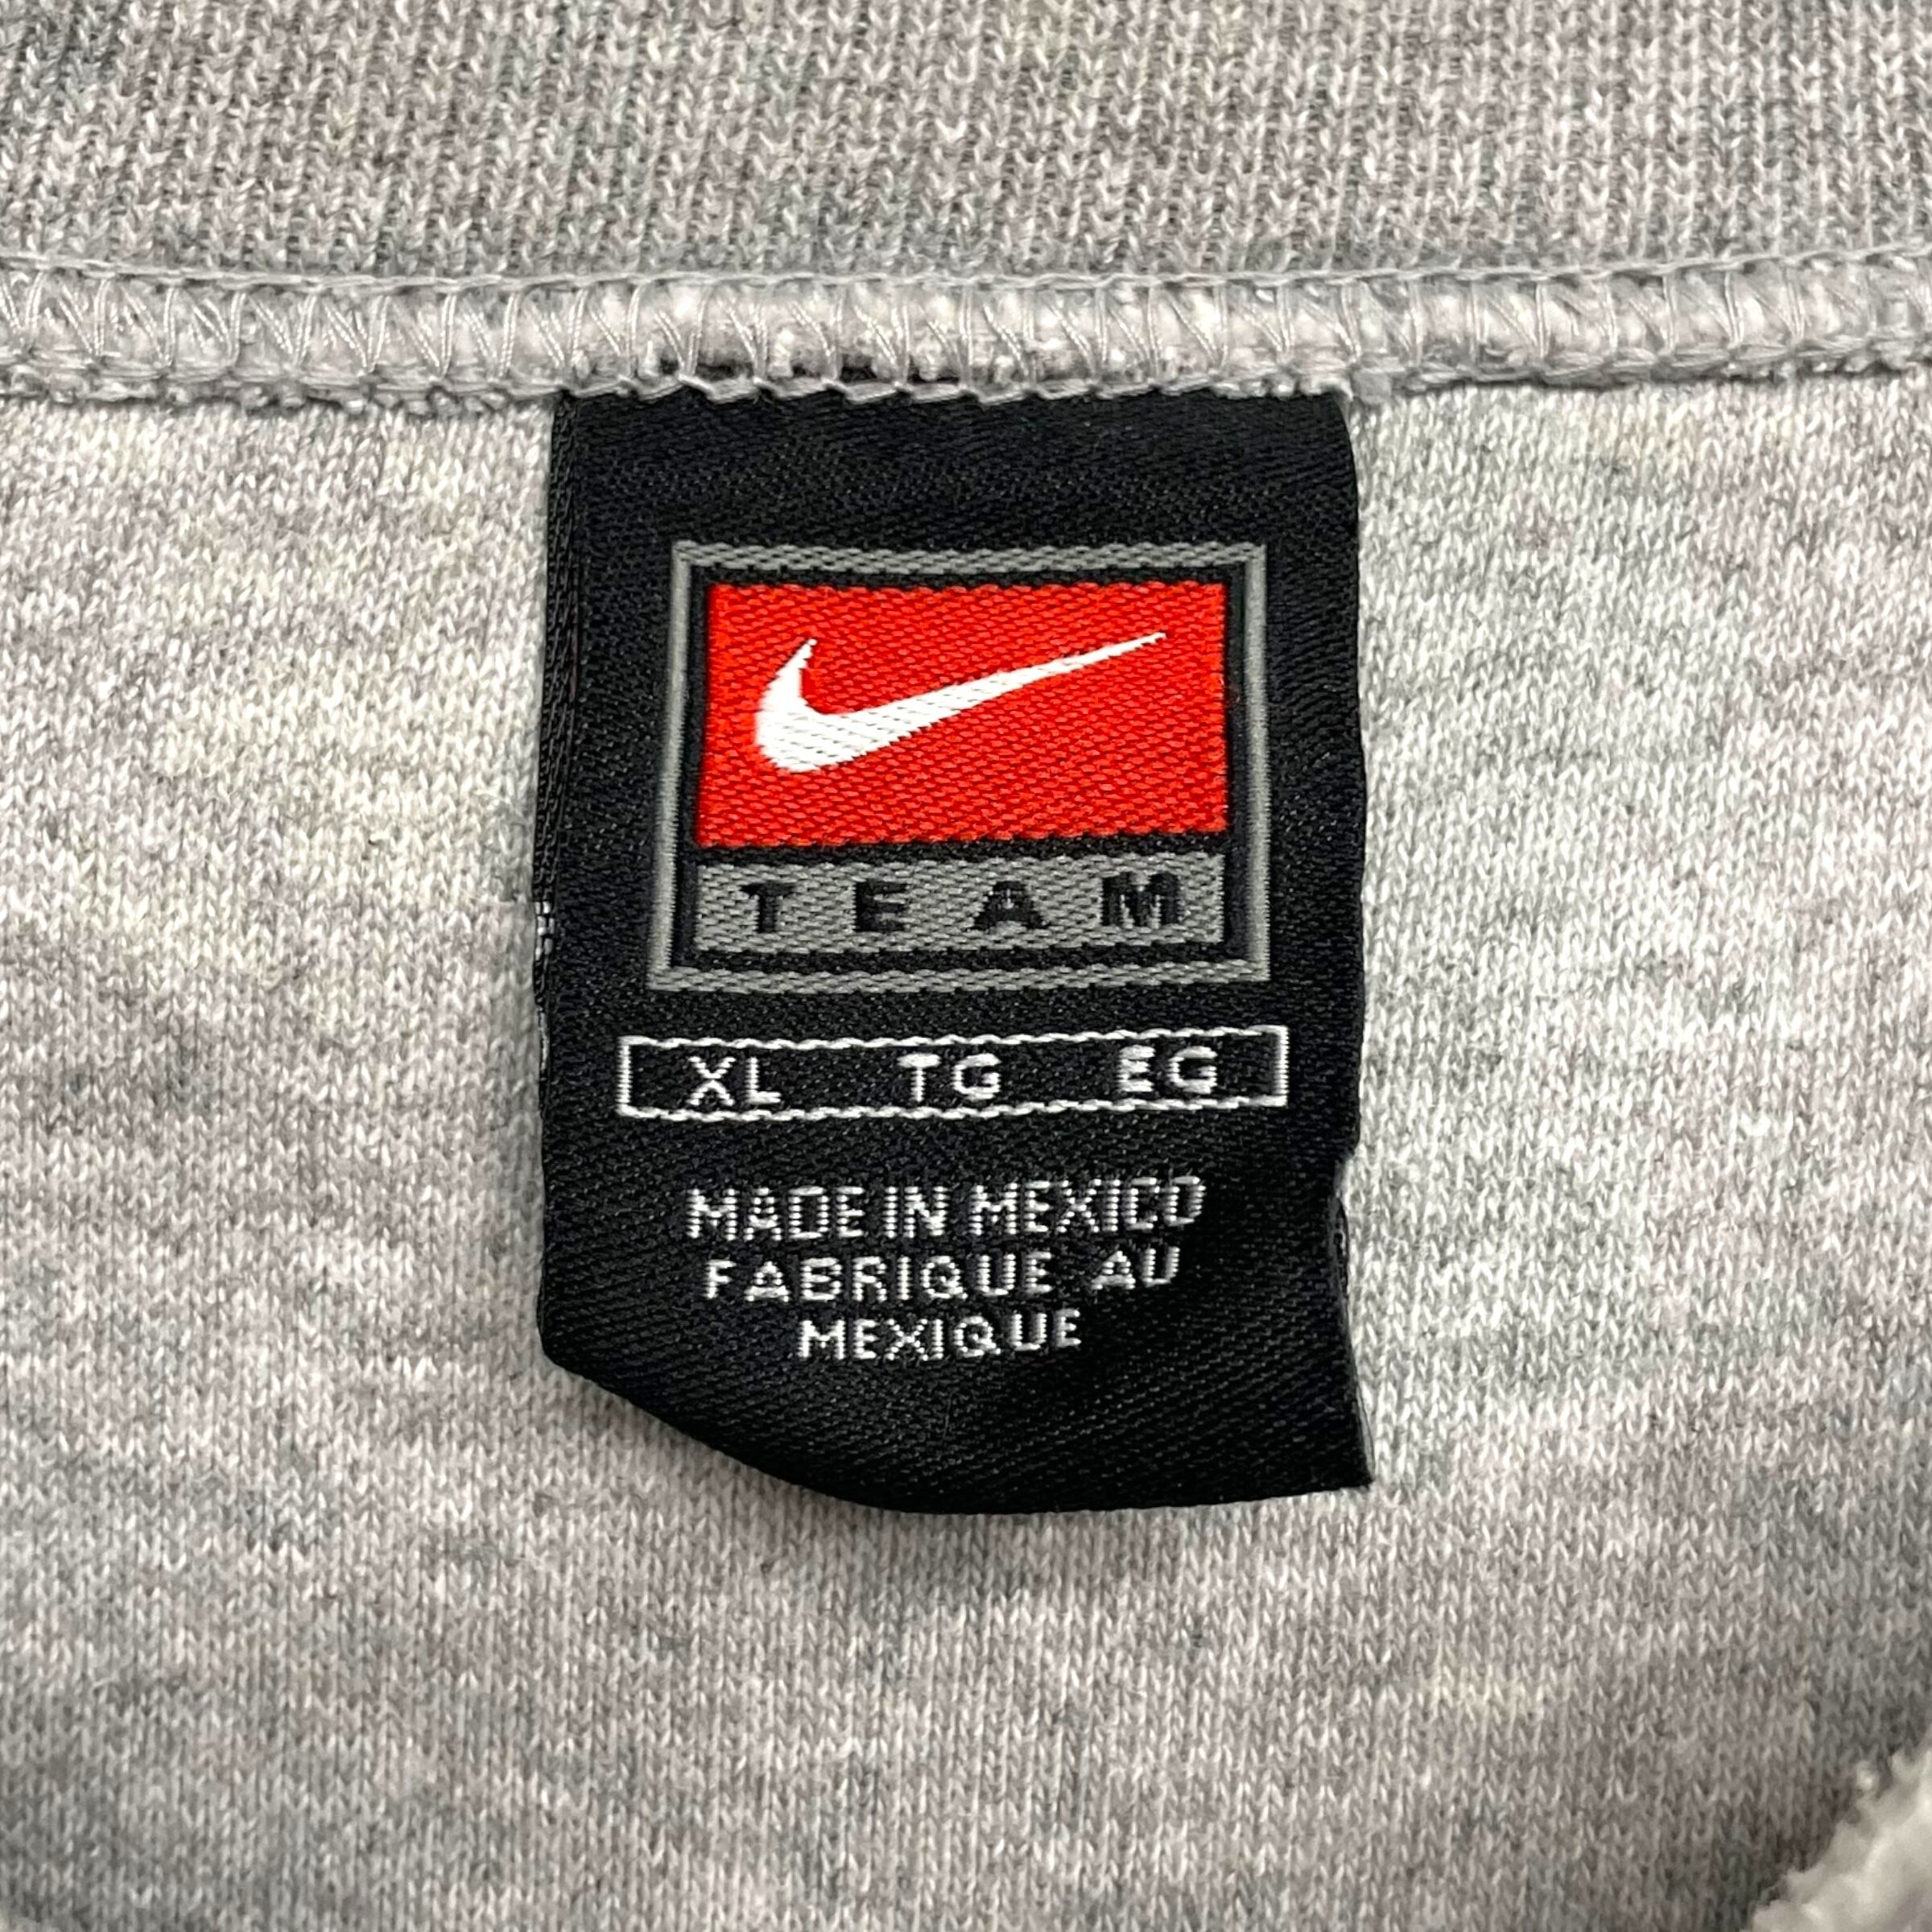 TEAM
XL TG EG
MADE IN MEXICO
FABRIQUE AU
MEXIQUE